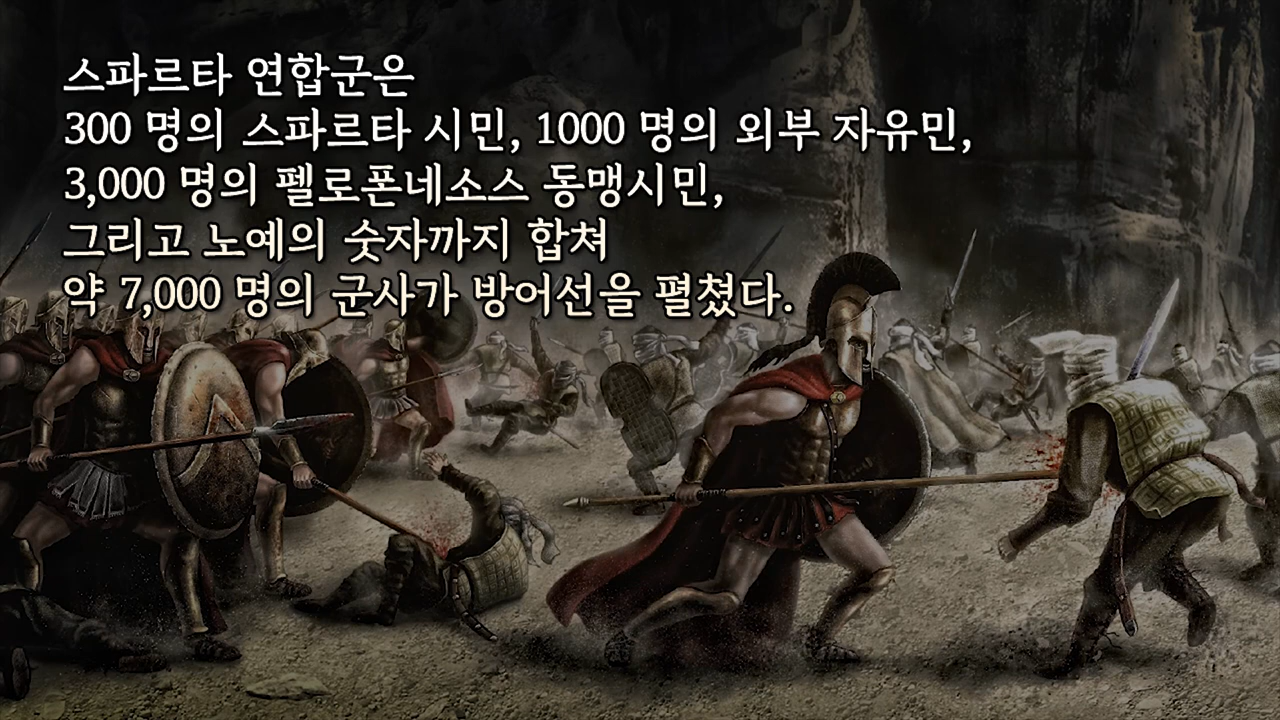 스파르타 연합군은
300 명의 스파르타 시민, 1000 명의 외부 자유민,
3,000 명의 펠로폰네소스 동맹시민,
그리고 노예의 숫자까지 합쳐
약 7,000 명의 군사가 방어선을 펼쳤다.